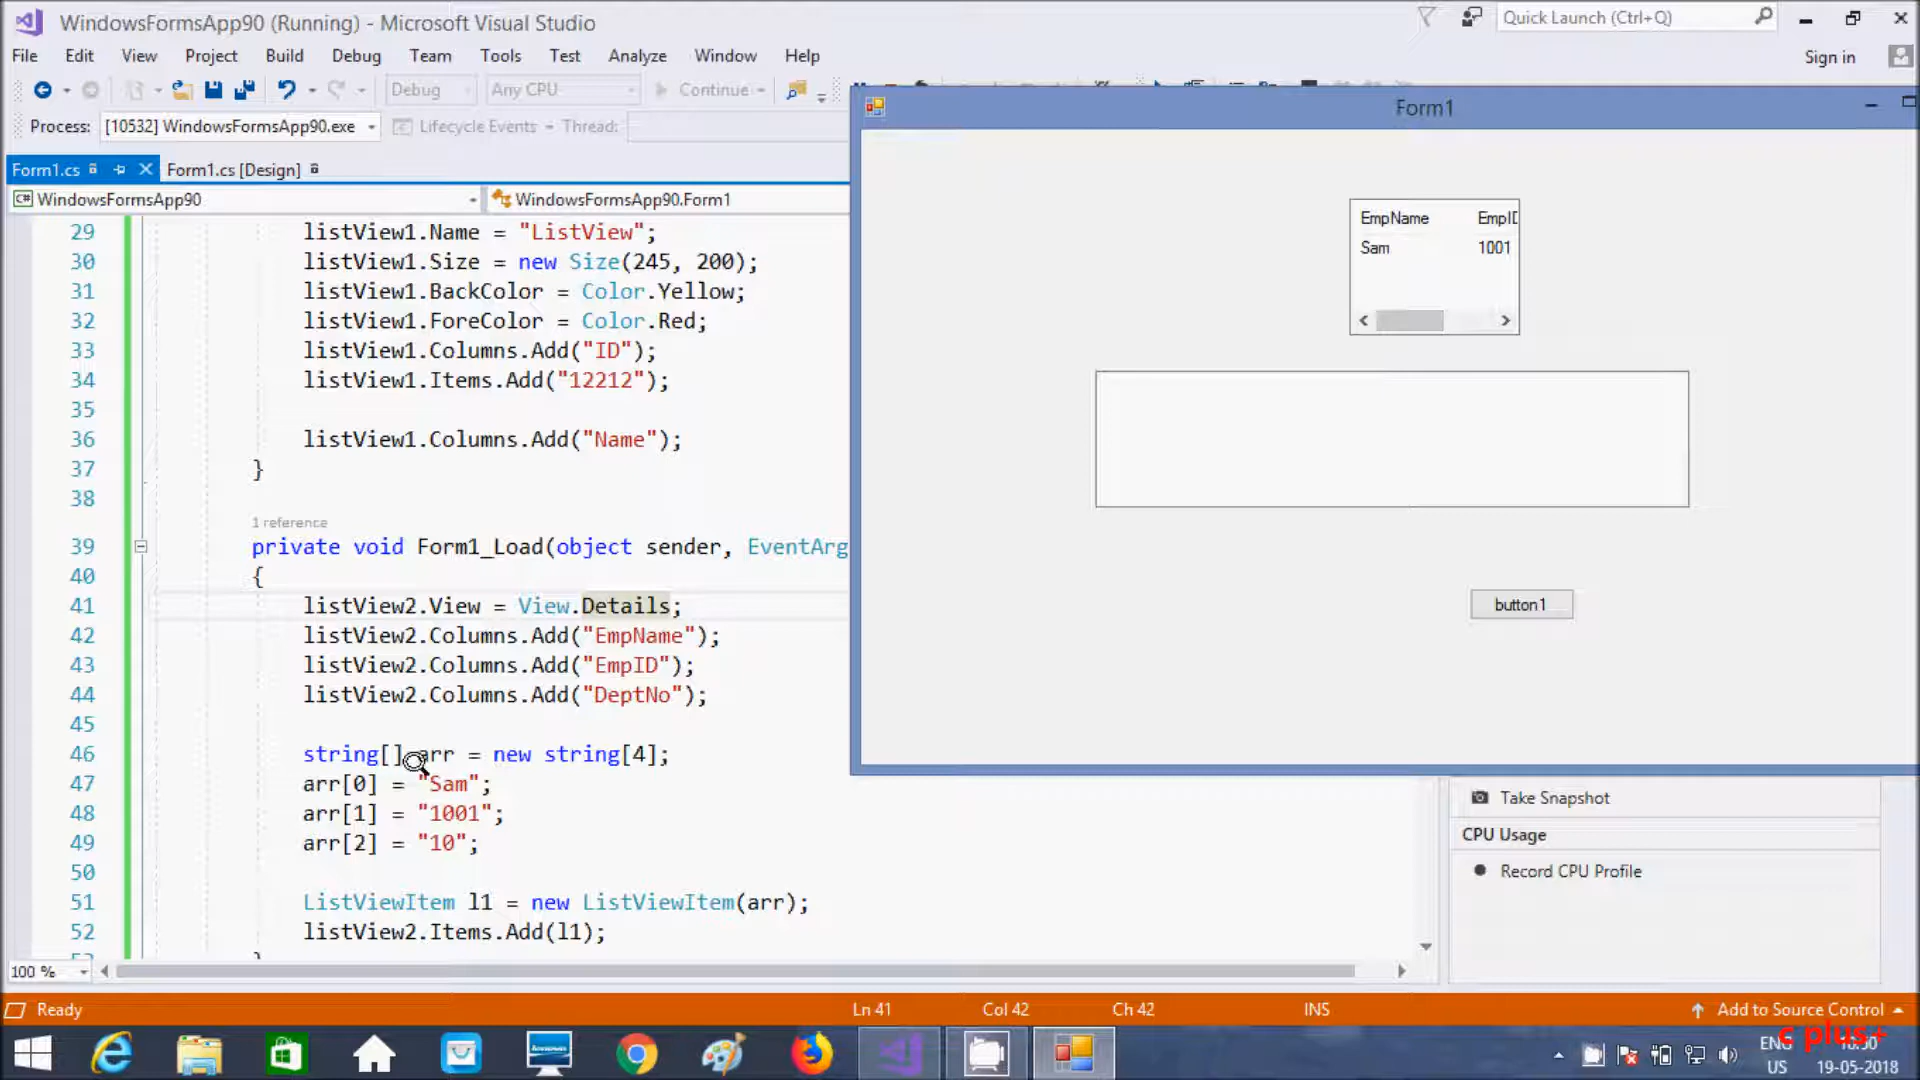 WindowsFormsApp90 (Running) - Microsoft Visual Studio
Quick Launch (Ctrl+Q)
File Edit View Project Build Debug Team Tools Test Analyze Window Help
Sign in
Debug Any CPU Continue
Process: [10532] WindowsFormsApp90.exe Lifecycle Events Thread:
Form1.cs Form1.cs [Design]
C# WindowsFormsApp90 WindowsFormsApp90.Form1
29 listView1.Name = "ListView";
30 listView1.Size = new Size(245, 200);
31 listView1.BackColor = Color.Yellow;
32 listView1.ForeColor = Color.Red;
33 listView1.Columns.Add("ID");
34 listView1.Items.Add("12212");
35
36 listView1.Columns.Add("Name");
37 }
38
1 reference
39 private void Form1_Load(object sender, EventArg
40 {
41 listView2.View = View.Details;
42 listView2.Columns.Add("EmpName");
43 listView2.Columns.Add("EmpID");
44 listView2.Columns.Add("DeptNo");
45
46 string[] arr = new string[4];
47 arr[0] = "Sam";
48 arr[1] = "1001";
49 arr[2] = "10";
50
51 ListViewItem l1 = new ListViewItem(arr);
52 listView2.Items.Add(l1);
Form1
EmpName EmpID
Sam 1001
button1
Take Snapshot
CPU Usage
Record CPU Profile
100 %
Ready Ln 41 Col 42 Ch 42 INS Add to Source Control
c plus+
ENG
US 19-05-2018